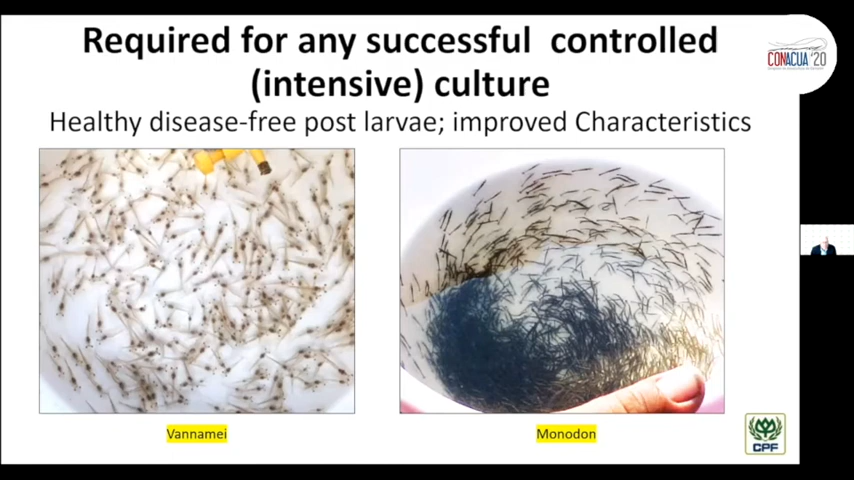 Required for any successful controlled
(intensive) culture
Healthy disease-free post larvae; improved Characteristics
CONACUA '20
Vannamei
Monodon
CPF